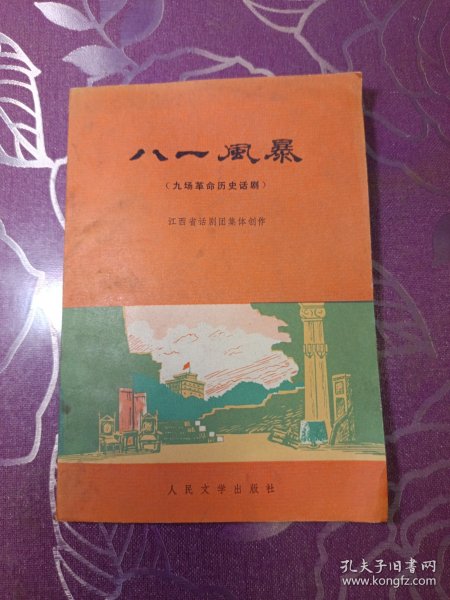 八一風暴
（九场革命历史话剧）
江西省话剧团集体创作
人民文学出版社
孔夫子旧书网
www.kongfz.com